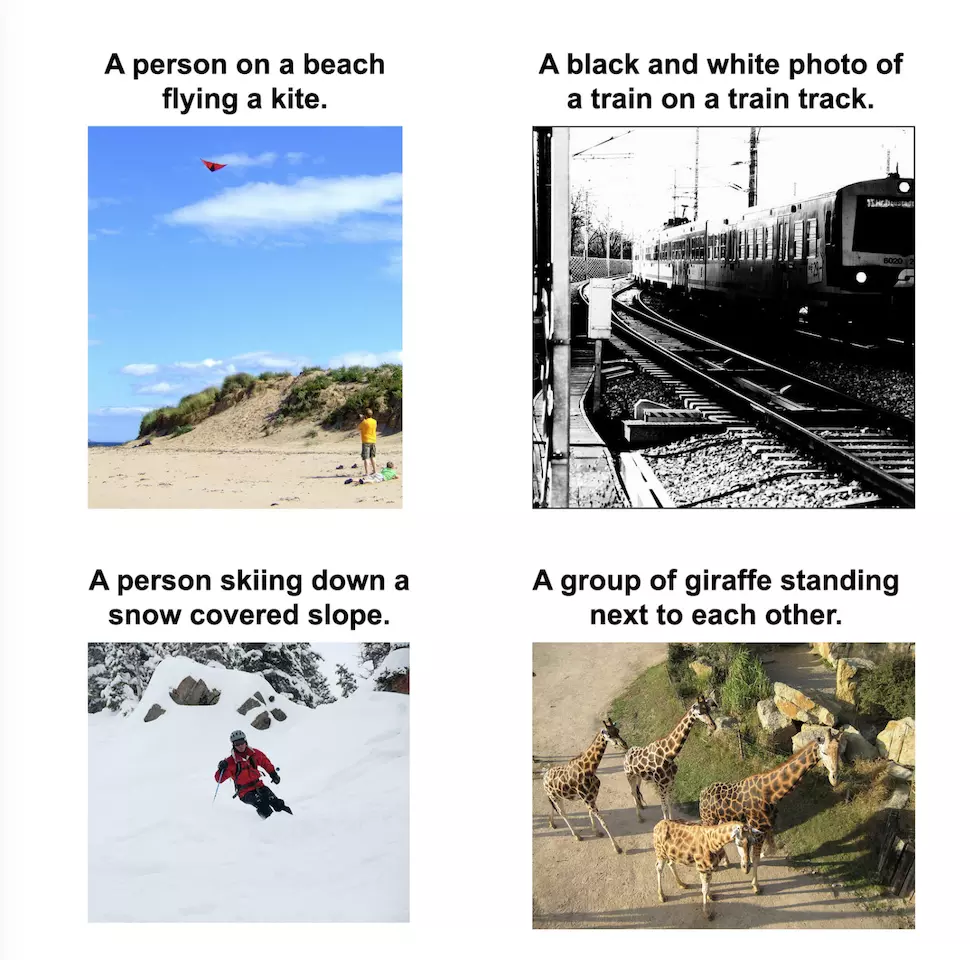 A person on a beach
flying a kite.
A black and white photo of
a train on a train track.
8020
A person skiing down a
snow covered slope.
A group of giraffe standing
next to each other.